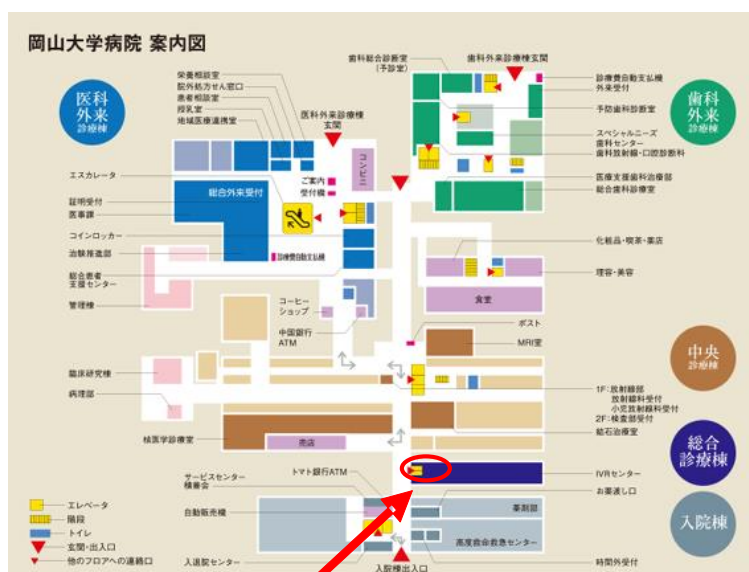 岡山大学病院 案内図
医科
外来
診療棟
栄養相談室
院外処方せん窓口
患者相談室
授乳室
地域医療連携室
医科外来診療棟
玄関
歯科総合診断室
(予診室)
歯科外来診療棟玄関
診療費自動支払機
外来受付
予防歯科診断室
スペシャルニーズ
歯科センター
歯科放射線・口腔診断科
医療支援歯科治療部
総合歯科診療室
歯科
外来
診療棟
コンビニ
エスカレータ
ご案内
受付機
総合外来受付
証明受付
医事課
コインロッカー
治験推進部
診療費自動支払機
総合患者
支援センター
管理棟
化粧品・喫茶・薬店
理容・美容
食堂
コーヒー
ショップ
中国銀行
ATM
ポスト
MRI室
中央
診療棟
臨床研究棟
病理部
1F:放射線部
放射線科受付
小児放射線科受付
2F:検査部受付
結石治療室
核医学診療室
売店
総合
診療棟
サービスセンター
積善会
トマト銀行ATM
IVRセンター
お薬渡し口
自動販売機
薬剤部
入院棟
高度救命救急センター
入退院センター
入院棟出入口
時間外受付
エレベータ
階段
トイレ
玄関・出入口
他のフロアへの連絡口